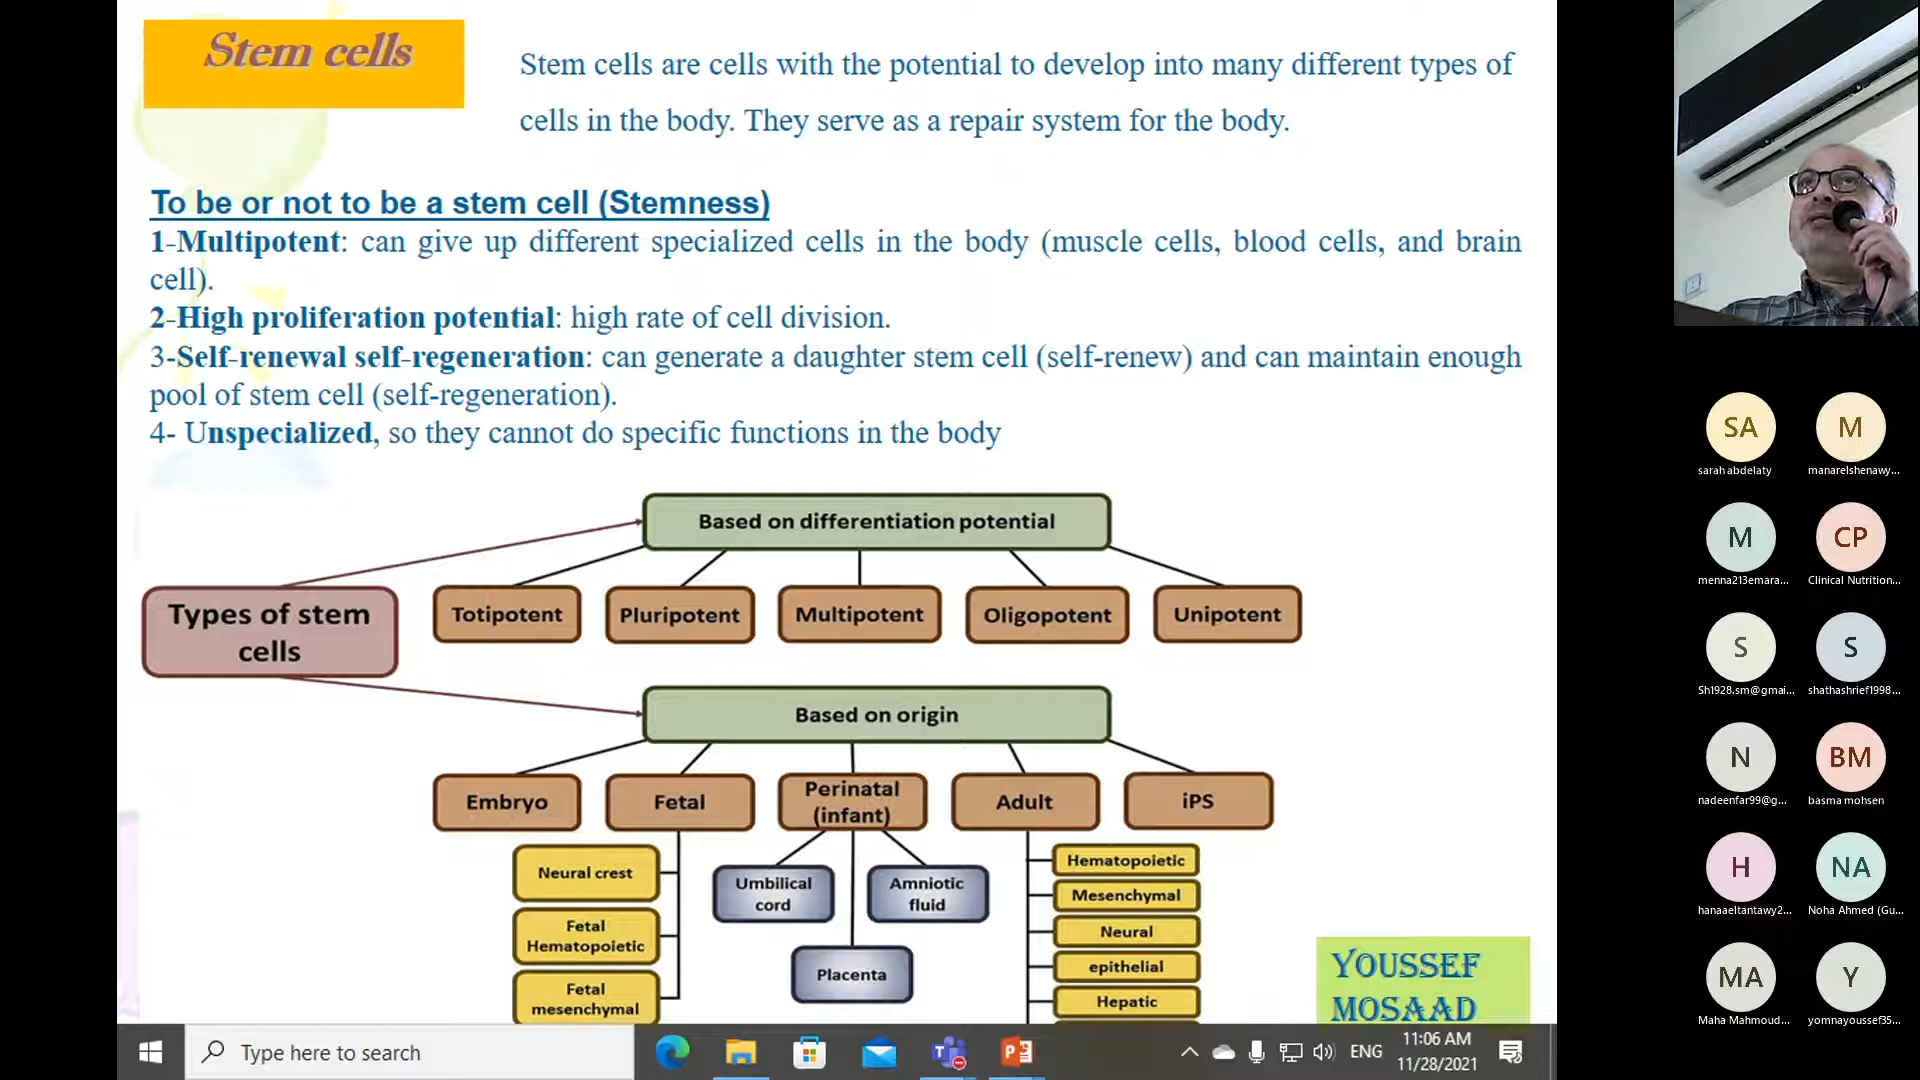 Stem cells
Stem cells are cells with the potential to develop into many different types of
cells in the body. They serve as a repair system for the body.
To be or not to be a stem cell (Stemness)
1-Multipotent: can give up different specialized cells in the body (muscle cells, blood cells, and brain
cell).
2-High proliferation potential: high rate of cell division.
3-Self-renewal self-regeneration: can generate a daughter stem cell (self-renew) and can maintain enough
pool of stem cell (self-regeneration).
4- Unspecialized, so they cannot do specific functions in the body
Based on differentiation potential
Types of stem
cells
Totipotent
Pluripotent
Multipotent
Oligopotent
Unipotent
Based on origin
Embryo
Fetal
Perinatal
(infant)
Adult
iPS
Neural crest
Fetal
Hematopoietic
Fetal
mesenchymal
Umbilical
cord
Amniotic
fluid
Placenta
Hematopoietic
Mesenchymal
Neural
epithelial
Hepatic
YOUSSEF
MOSAAD
Type here to search
ENG
11:06 AM
11/28/2021
SA
sarah abdelaty
M
manarelshenawy...
M
menna213emara...
CP
Clinical Nutrition...
S
Sh1928.sm@gmai...
S
shathashrief1998...
N
nadeenfar99@g...
BM
basma mohsen
H
hanaaeltantawy2...
NA
Noha Ahmed (Gu...
MA
Maha Mahmoud...
Y
yomnayoussef35...